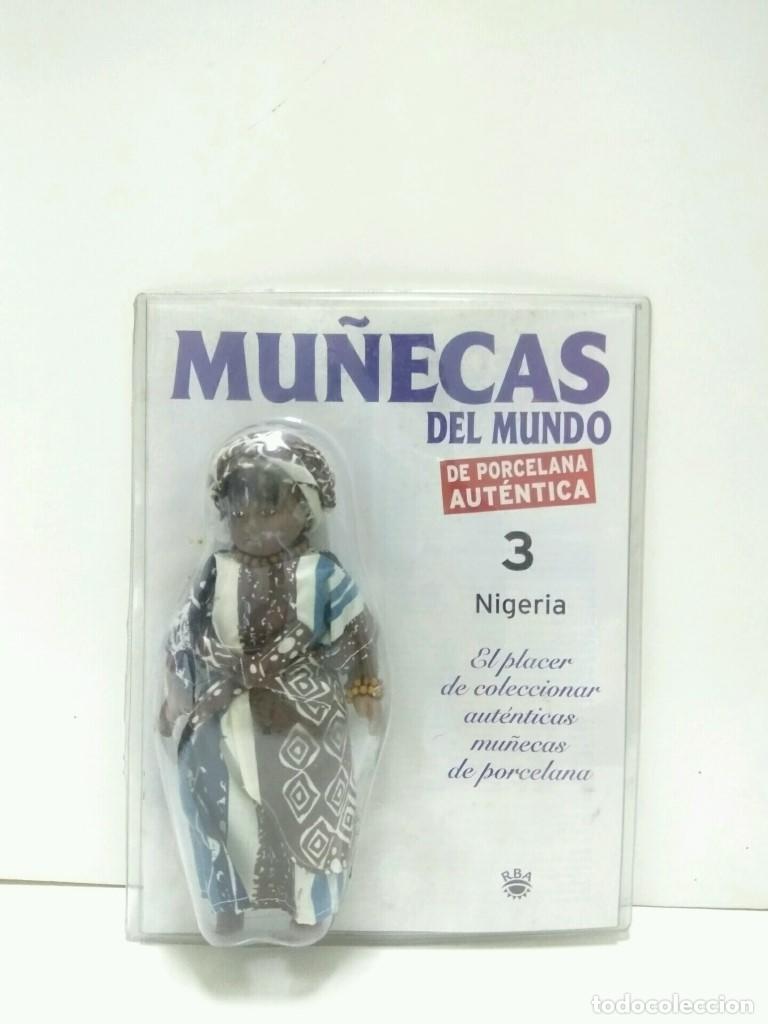 MUÑECAS
DEL MUNDO
DE PORCELANA
AUTÉNTICA
3
Nigeria
El placer
de coleccionar
auténticas
muñecas
de porcelana
RBA
todocoleccion